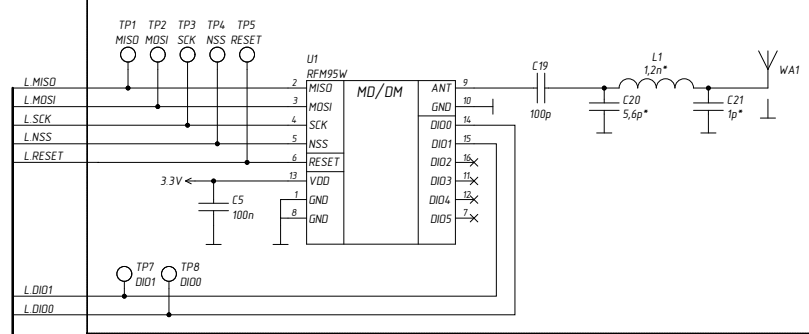 TP1 TP2 TP3 TP4 TP5
MISO MOSI SCK NSS RESET
U1
RFM95W
L.MISO
L.MOSI
L.SCK
L.NSS
L.RESET
2 MISO
3 MOSI
4 SCK
5 NSS
6 RESET
3.3V
13 VDD
1 GND
8 GND
C5
100n
MD/DM
ANT 9
GND 10
DIO0 14
DIO1 15
DIO2 16
DIO3 11
DIO4 12
DIO5 7
C19
100p
L1
1,2n*
C20
5,6p*
C21
1p*
WA1
TP7
DIO1
TP8
DIO0
L.DIO1
L.DIO0